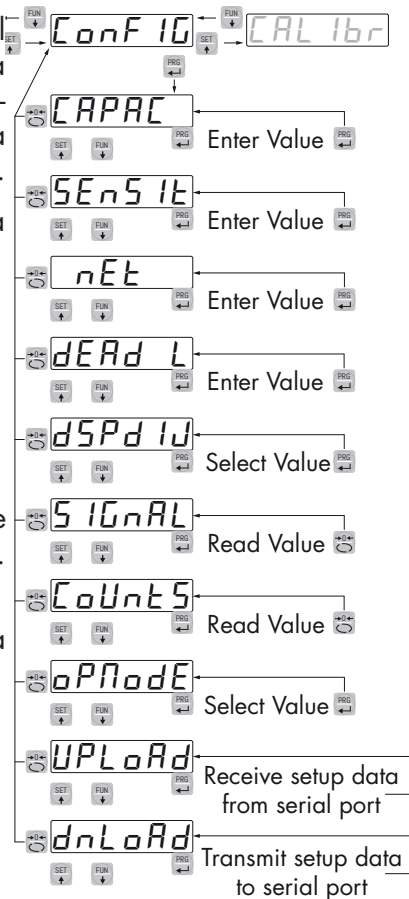 FUN FUN
SET ConFIG SET CALIbr
PRG
CAPAC
SET FUN PRG Enter Value PRG
SEnSIt
SET FUN PRG Enter Value PRG
nEt
SET FUN PRG Enter Value PRG
dEAd L
SET FUN PRG Enter Value PRG
dSPdIU
SET FUN PRG Select Value PRG
SIGnAL
SET FUN PRG Read Value →0←
CoUntS
SET FUN PRG Read Value →0←
oPModE
SET FUN PRG Select Value PRG
UPLoAd
SET FUN PRG Receive setup data
from serial port
dnLoAd
SET FUN PRG Transmit setup data
to serial port